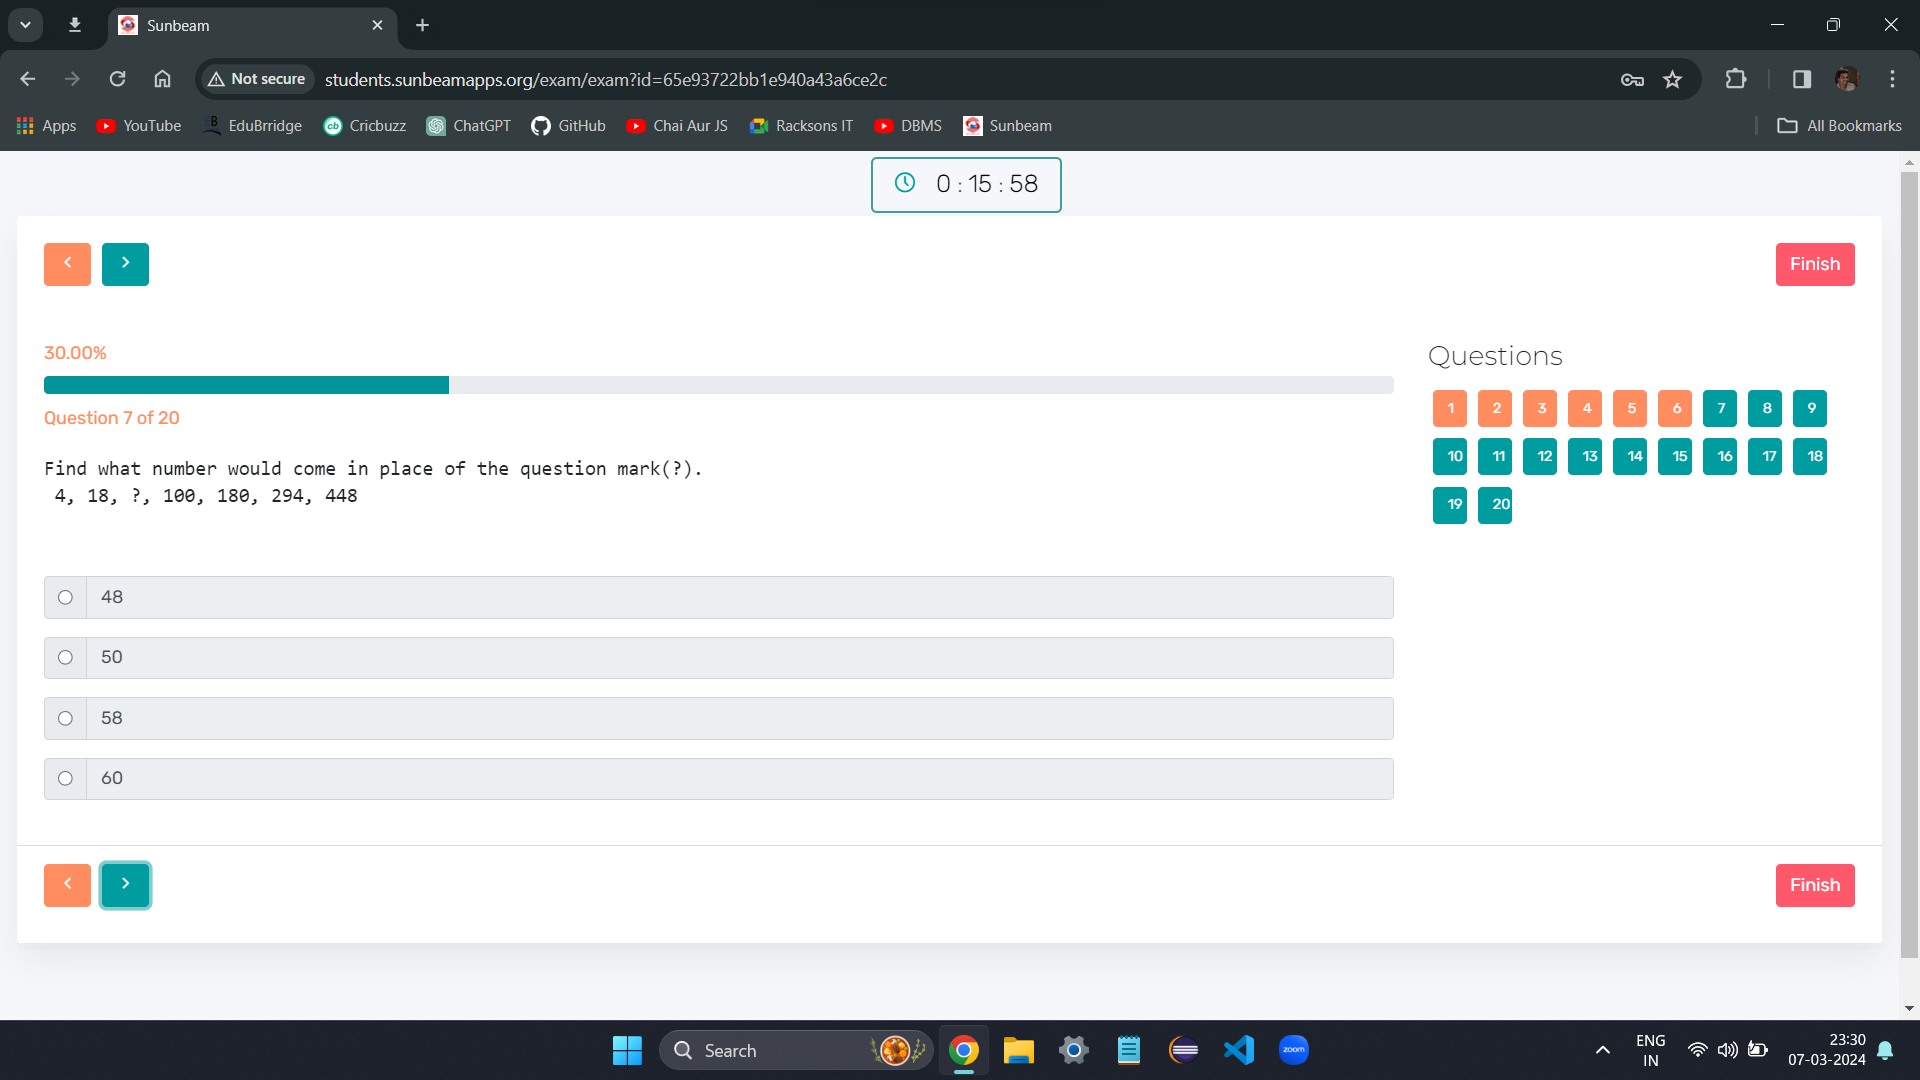 Sunbeam
Not secure
students.sunbeamapps.org/exam/exam?id=65e93722bb1e940a43a6ce2c
Apps
YouTube
B
EduBrridge
cb
Cricbuzz
ChatGPT
GitHub
Chai Aur JS
Racksons IT
DBMS
Sunbeam
All Bookmarks
0 : 15 : 58
Finish
30.00%
Question 7 of 20
Find what number would come in place of the question mark(?).
4, 18, ?, 100, 180, 294, 448
48
50
58
60
Questions
1 2 3 4 5 6 7 8 9
10 11 12 13 14 15 16 17 18
19 20
Finish
Search
zoom
ENG
IN
23:30
07-03-2024